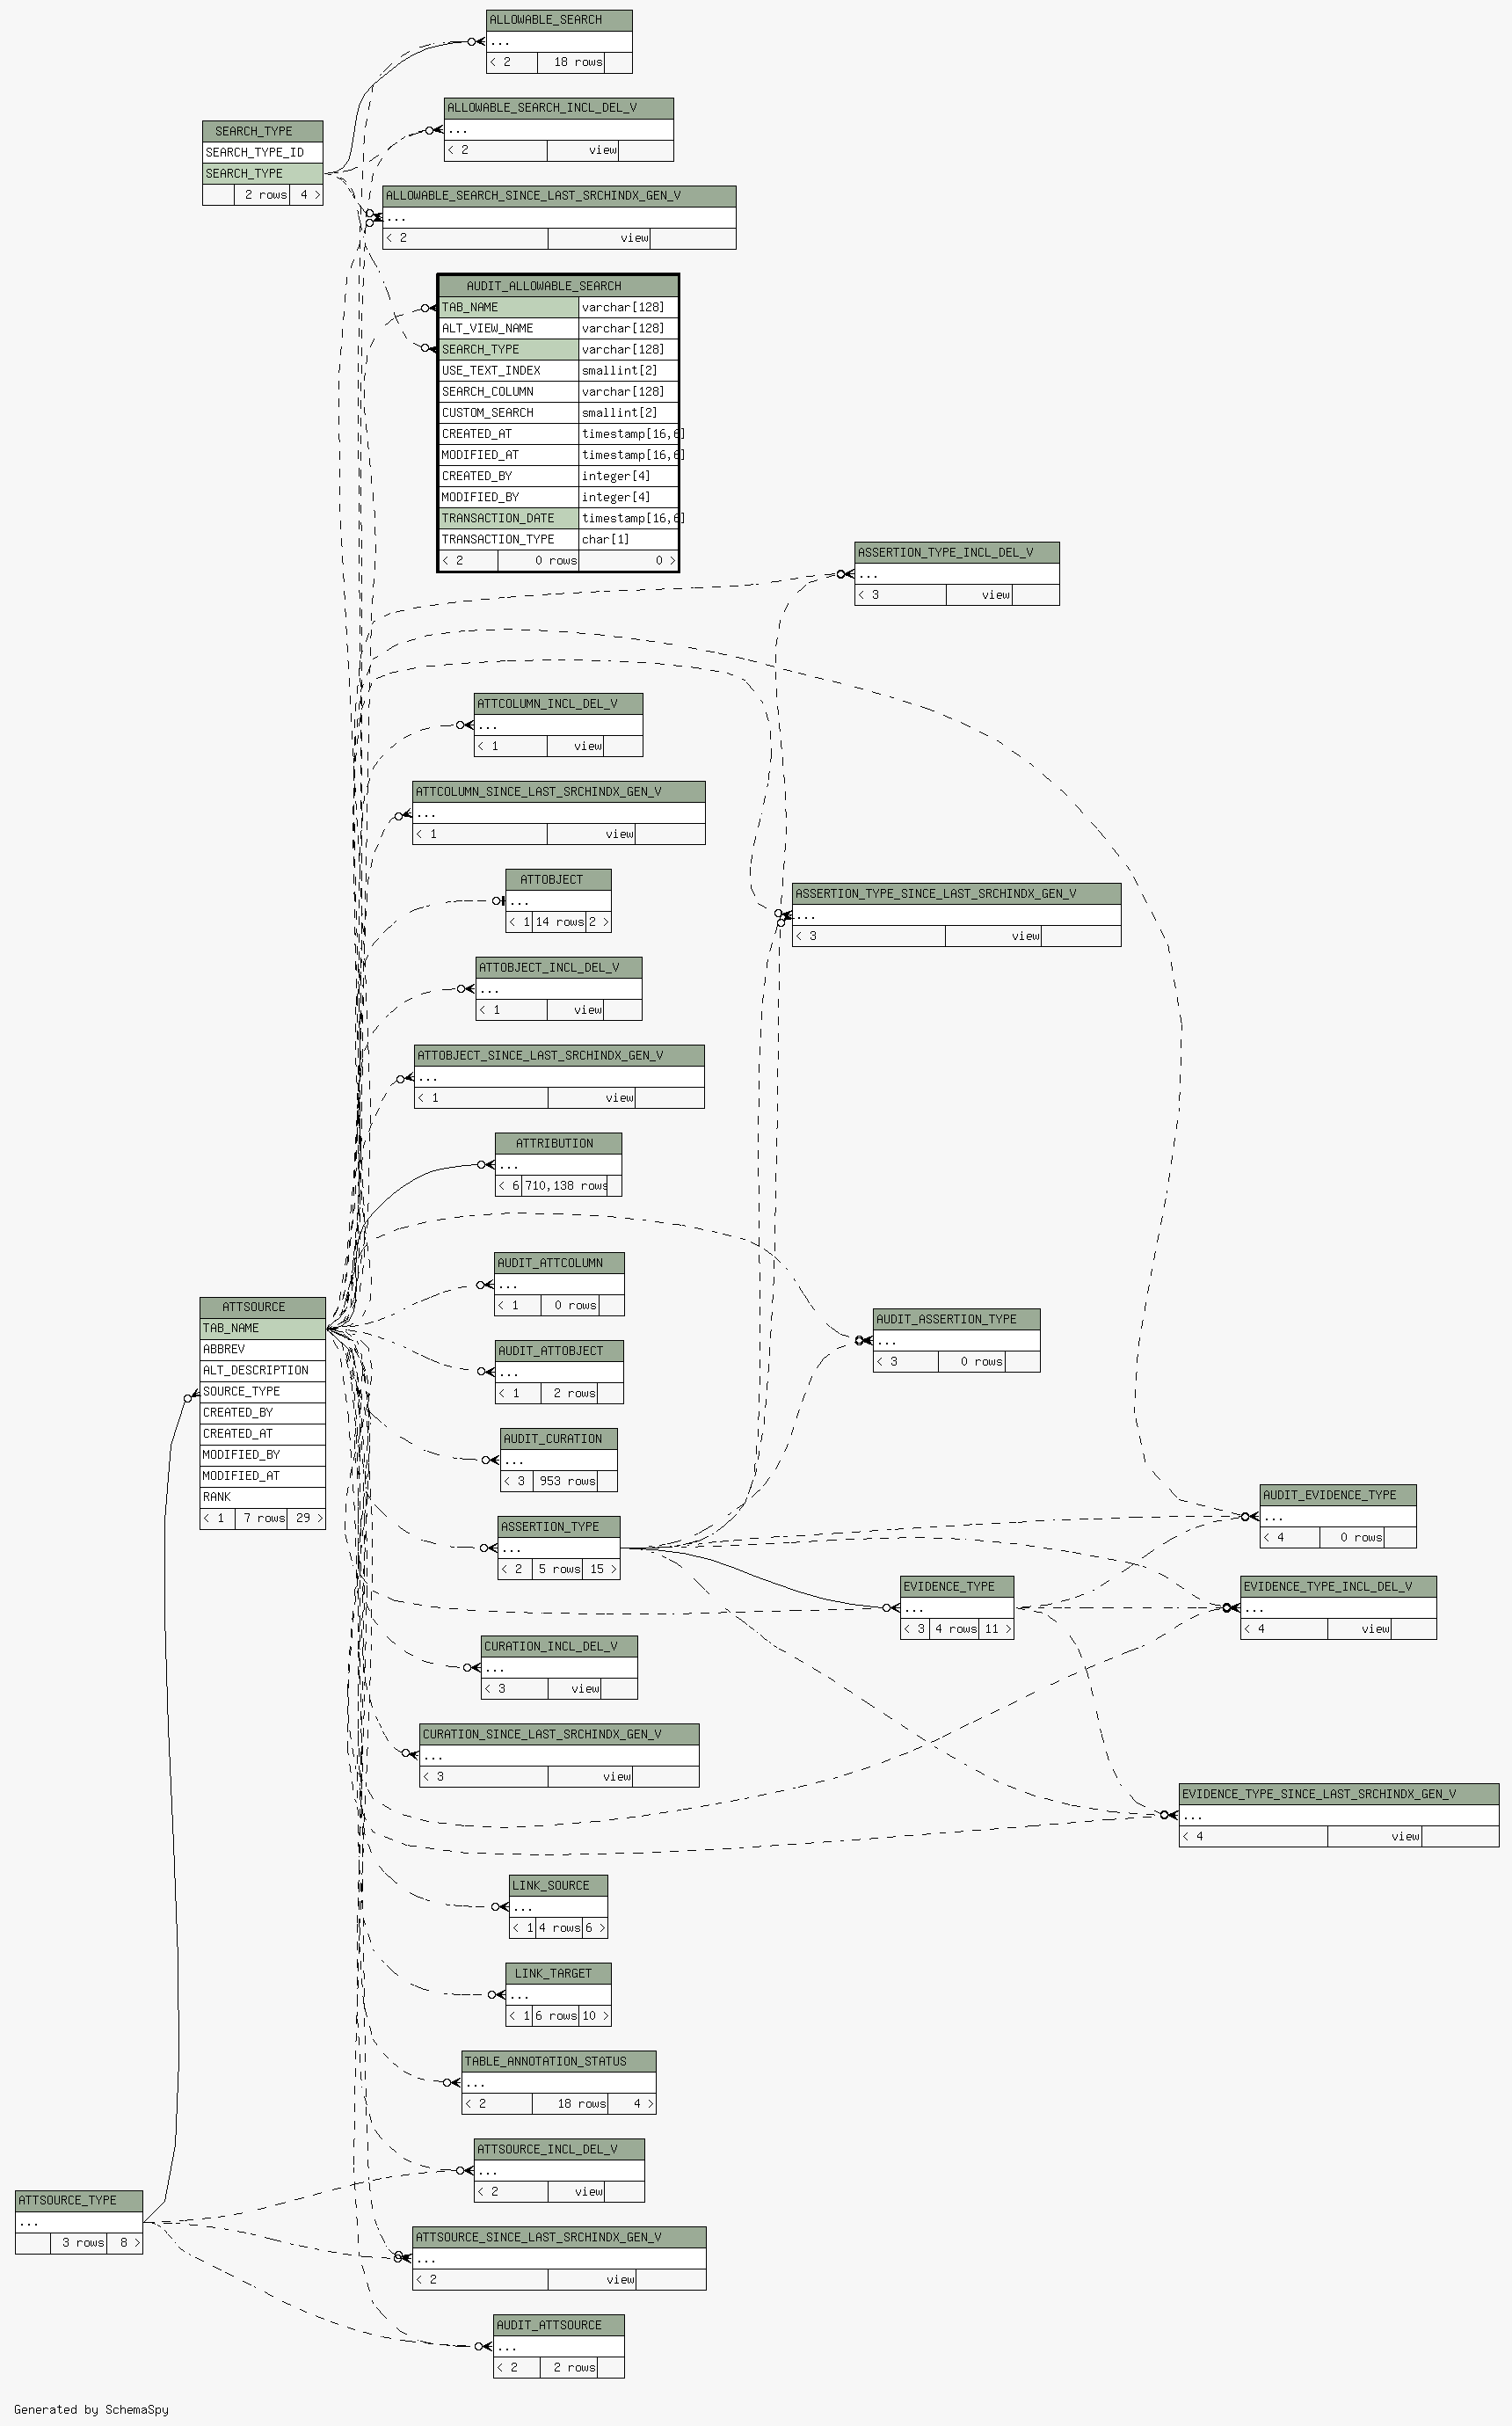 ALLOWABLE_SEARCH
...
< 2 18 rows
ALLOWABLE_SEARCH_INCL_DEL_V
...
< 2 view
SEARCH_TYPE
SEARCH_TYPE_ID
SEARCH_TYPE
2 rows 4 >
ALLOWABLE_SEARCH_SINCE_LAST_SRCHINDX_GEN_V
...
< 2 view
AUDIT_ALLOWABLE_SEARCH
TAB_NAME varchar[128]
ALT_VIEW_NAME varchar[128]
SEARCH_TYPE varchar[128]
USE_TEXT_INDEX smallint[2]
SEARCH_COLUMN varchar[128]
CUSTOM_SEARCH smallint[2]
CREATED_AT timestamp[16,6]
MODIFIED_AT timestamp[16,6]
CREATED_BY integer[4]
MODIFIED_BY integer[4]
TRANSACTION_DATE timestamp[16,6]
TRANSACTION_TYPE char[1]
< 2 0 rows 0 >
ASSERTION_TYPE_INCL_DEL_V
...
< 3 view
ATTCOLUMN_INCL_DEL_V
...
< 1 view
ATTCOLUMN_SINCE_LAST_SRCHINDX_GEN_V
...
< 1 view
ATTOBJECT
...
< 1 14 rows 2 >
ASSERTION_TYPE_SINCE_LAST_SRCHINDX_GEN_V
...
< 3 view
ATTOBJECT_INCL_DEL_V
...
< 1 view
ATTOBJECT_SINCE_LAST_SRCHINDX_GEN_V
...
< 1 view
ATTRIBUTION
...
< 6 710,138 rows
AUDIT_ATTCOLUMN
...
< 1 0 rows
ATTSOURCE
TAB_NAME
ABBREV
ALT_DESCRIPTION
SOURCE_TYPE
CREATED_BY
CREATED_AT
MODIFIED_BY
MODIFIED_AT
RANK
< 1 7 rows 29 >
AUDIT_ASSERTION_TYPE
...
< 3 0 rows
AUDIT_ATTOBJECT
...
< 1 2 rows
AUDIT_CURATION
...
< 3 953 rows
AUDIT_EVIDENCE_TYPE
...
< 4 0 rows
ASSERTION_TYPE
...
< 2 5 rows 15 >
EVIDENCE_TYPE
...
< 3 4 rows 11 >
EVIDENCE_TYPE_INCL_DEL_V
...
< 4 view
CURATION_INCL_DEL_V
...
< 3 view
CURATION_SINCE_LAST_SRCHINDX_GEN_V
...
< 3 view
EVIDENCE_TYPE_SINCE_LAST_SRCHINDX_GEN_V
...
< 4 view
LINK_SOURCE
...
< 1 4 rows 6 >
LINK_TARGET
...
< 1 6 rows 10 >
TABLE_ANNOTATION_STATUS
...
< 2 18 rows 4 >
ATTSOURCE_INCL_DEL_V
...
< 2 view
ATTSOURCE_TYPE
...
3 rows 8 >
ATTSOURCE_SINCE_LAST_SRCHINDX_GEN_V
...
< 2 view
AUDIT_ATTSOURCE
...
< 2 2 rows
Generated by SchemaSpy